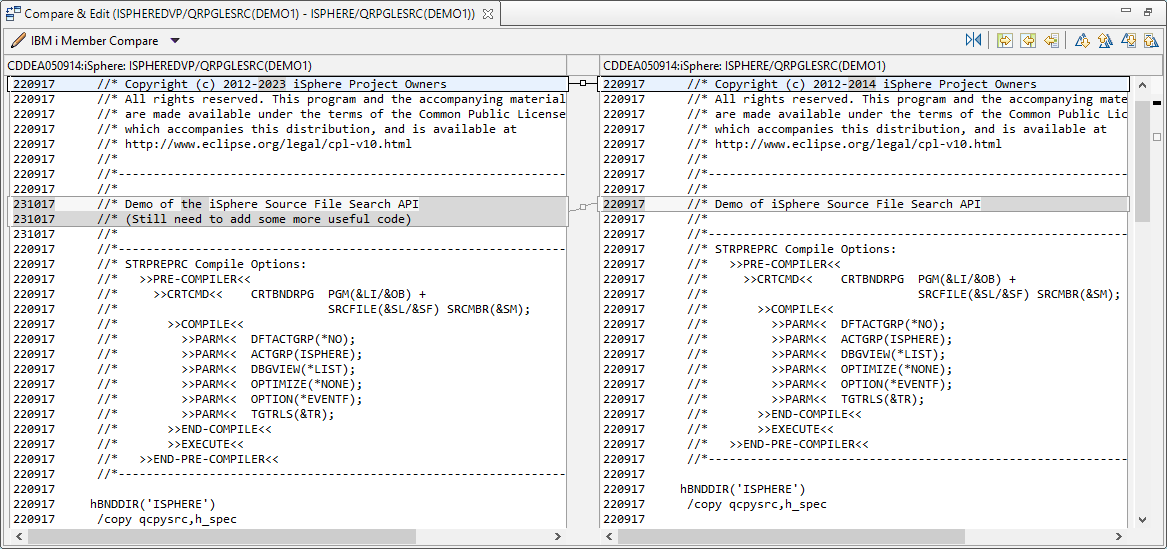 Compare & Edit (ISPHEREDVP/QRPGLESRC(DEMO1) - ISPHERE/QRPGLESRC(DEMO1))
IBM i Member Compare
CDDEA050914:iSphere: ISPHEREDVP/QRPGLESRC(DEMO1)
220917 //* Copyright (c) 2012-2023 iSphere Project Owners
220917 //* All rights reserved. This program and the accompanying material
220917 //* are made available under the terms of the Common Public License
220917 //* which accompanies this distribution, and is available at
220917 //* http://www.eclipse.org/legal/cpl-v10.html
220917 //*
220917 //*----------------------------------------------------------------
220917 //*
231017 //* Demo of the iSphere Source File Search API
231017 //* (Still need to add some more useful code)
231017 //*
220917 //*----------------------------------------------------------------
220917 //* STRPREPRC Compile Options:
220917 //*   >>PRE-COMPILER<<
220917 //*     >>CRTCMD<<    CRTBNDRPG  PGM(&LI/&OB) +
220917 //*                              SRCFILE(&SL/&SF) SRCMBR(&SM);
220917 //*       >>COMPILE<<
220917 //*         >>PARM<<  DFTACTGRP(*NO);
220917 //*         >>PARM<<  ACTGRP(ISPHERE);
220917 //*         >>PARM<<  DBGVIEW(*LIST);
220917 //*         >>PARM<<  OPTIMIZE(*NONE);
220917 //*         >>PARM<<  OPTION(*EVENTF);
220917 //*         >>PARM<<  TGTRLS(&TR);
220917 //*       >>END-COMPILE<<
220917 //*       >>EXECUTE<<
220917 //*   >>END-PRE-COMPILER<<
220917 //*----------------------------------------------------------------
220917
220917 hBNDDIR('ISPHERE')
220917 /copy qcpysrc,h_spec
CDDEA050914:iSphere: ISPHERE/QRPGLESRC(DEMO1)
220917 //* Copyright (c) 2012-2014 iSphere Project Owners
220917 //* All rights reserved. This program and the accompanying mate
220917 //* are made available under the terms of the Common Public Lic
220917 //* which accompanies this distribution, and is available at
220917 //* http://www.eclipse.org/legal/cpl-v10.html
220917 //*
220917 //*------------------------------------------------------------
220917 //*
220917 //* Demo of iSphere Source File Search API
220917 //*
220917 //*------------------------------------------------------------
220917 //* STRPREPRC Compile Options:
220917 //*   >>PRE-COMPILER<<
220917 //*     >>CRTCMD<<    CRTBNDRPG  PGM(&LI/&OB) +
220917 //*                              SRCFILE(&SL/&SF) SRCMBR(&SM);
220917 //*       >>COMPILE<<
220917 //*         >>PARM<<  DFTACTGRP(*NO);
220917 //*         >>PARM<<  ACTGRP(ISPHERE);
220917 //*         >>PARM<<  DBGVIEW(*LIST);
220917 //*         >>PARM<<  OPTIMIZE(*NONE);
220917 //*         >>PARM<<  OPTION(*EVENTF);
220917 //*         >>PARM<<  TGTRLS(&TR);
220917 //*       >>END-COMPILE<<
220917 //*       >>EXECUTE<<
220917 //*   >>END-PRE-COMPILER<<
220917 //*------------------------------------------------------------
220917
220917 hBNDDIR('ISPHERE')
220917 /copy qcpysrc,h_spec
220917